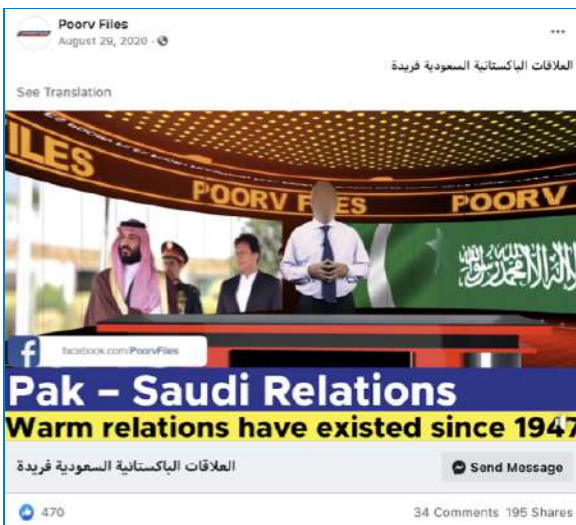 Poorv Files
August 29, 2020
العلاقات الباكستانية السعودية فريدة
See Translation
ILES
POORV FILES
POORV
لا إله إلا الله محمد رسول الله
facebook.com/PoorvFiles
Pak – Saudi Relations
Warm relations have existed since 1947
العلاقات الباكستانية السعودية فريدة
Send Message
470
34 Comments 195 Shares